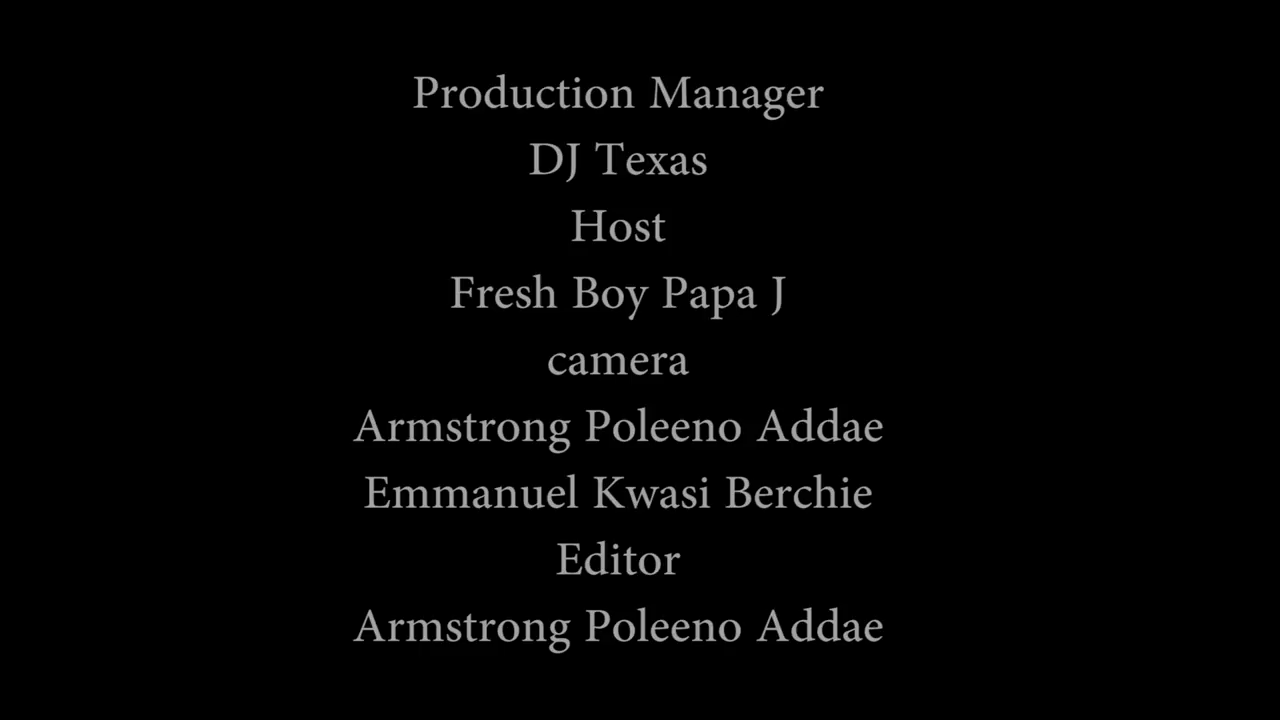 Production Manager
DJ Texas
Host
Fresh Boy Papa J
camera
Armstrong Poleeno Addae
Emmanuel Kwasi Berchie
Editor
Armstrong Poleeno Addae